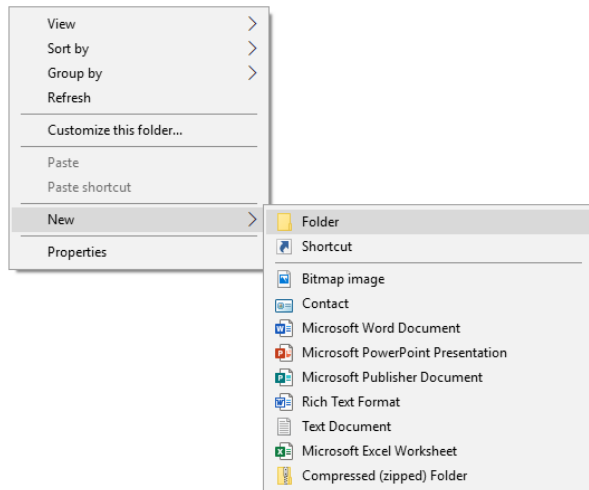 View
Sort by
Group by
Refresh
Customize this folder...
Paste
Paste shortcut
New
Properties
Folder
Shortcut
Bitmap image
Contact
Microsoft Word Document
Microsoft PowerPoint Presentation
Microsoft Publisher Document
Rich Text Format
Text Document
Microsoft Excel Worksheet
Compressed (zipped) Folder